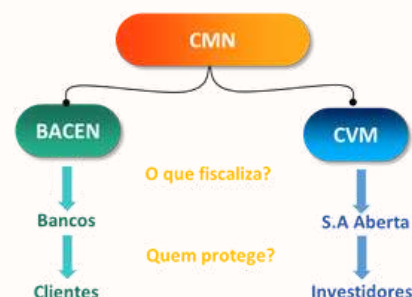 CMN
BACEN
CVM
O que fiscaliza?
Bancos
S.A Aberta
Quem protege?
Clientes
Investidores